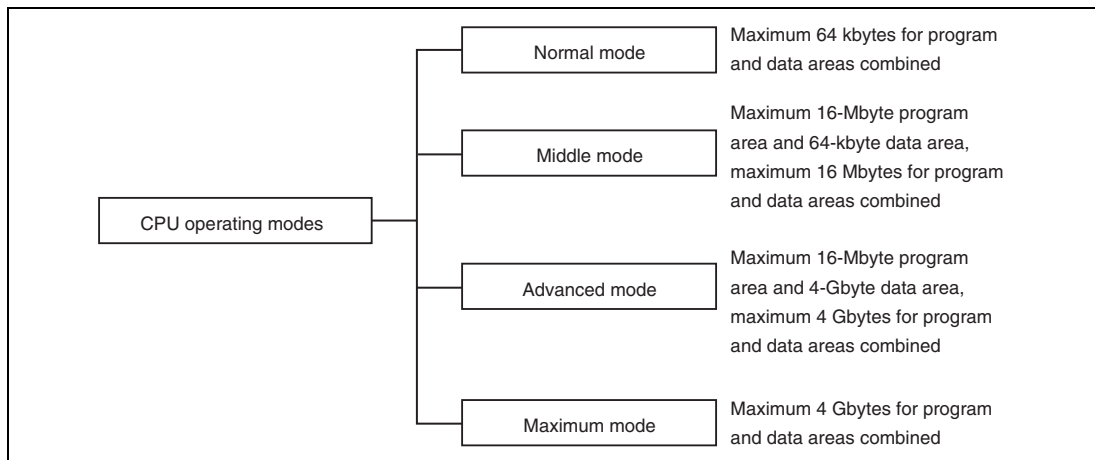 CPU operating modes
Normal mode
Maximum 64 kbytes for program
and data areas combined
Middle mode
Maximum 16-Mbyte program
area and 64-kbyte data area,
maximum 16 Mbytes for program
and data areas combined
Advanced mode
Maximum 16-Mbyte program
area and 4-Gbyte data area,
maximum 4 Gbytes for program
and data areas combined
Maximum mode
Maximum 4 Gbytes for program
and data areas combined